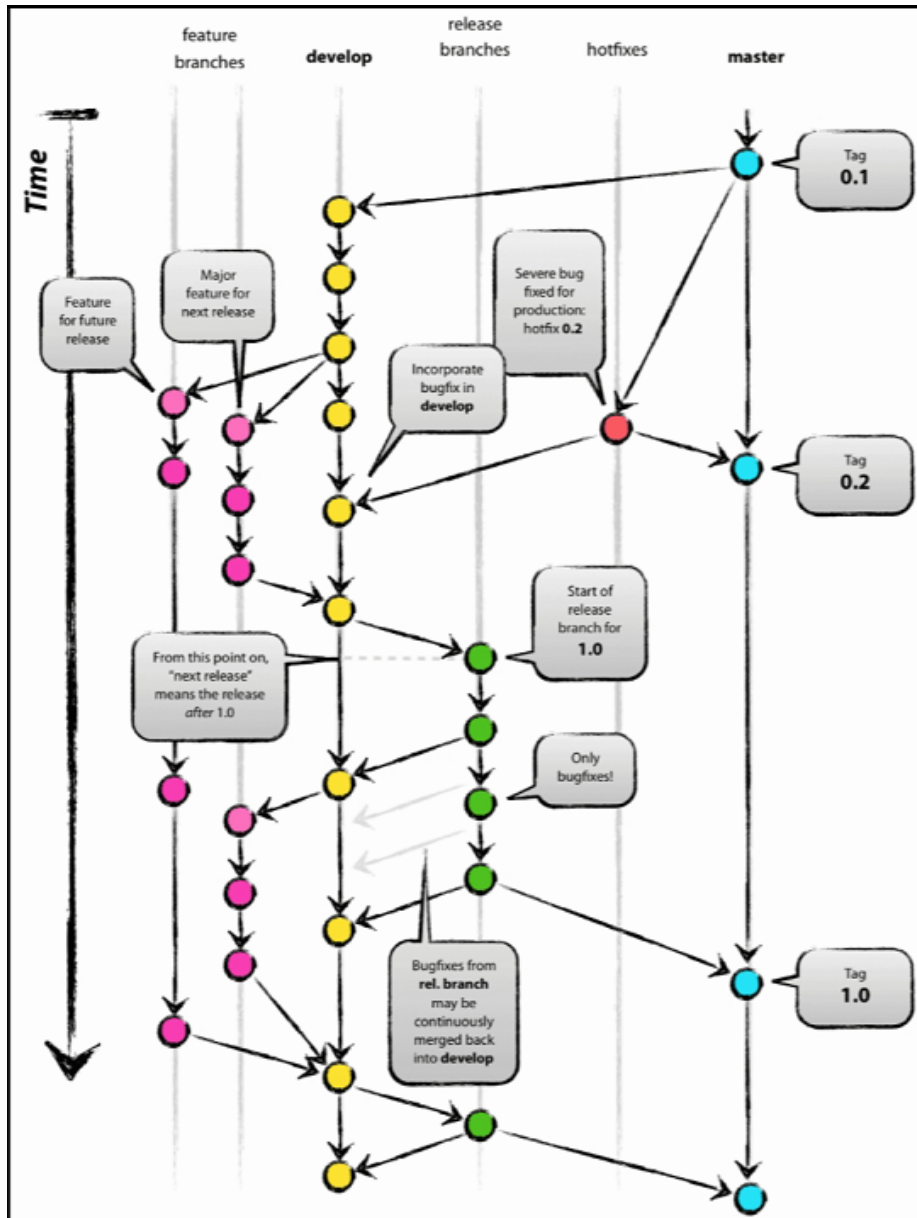 feature
branches
develop
release
branches
hotfixes
master
Time
Tag
0.1
Major
feature for
next release
Feature
for future
release
Severe bug
fixed for
production:
hotfix 0.2
Incorporate
bugfix in
develop
Tag
0.2
Start of
release
branch for
1.0
From this point on,
"next release"
means the release
after 1.0
Only
bugfixes!
Bugfixes from
rel. branch
may be
continuously
merged back
into develop
Tag
1.0